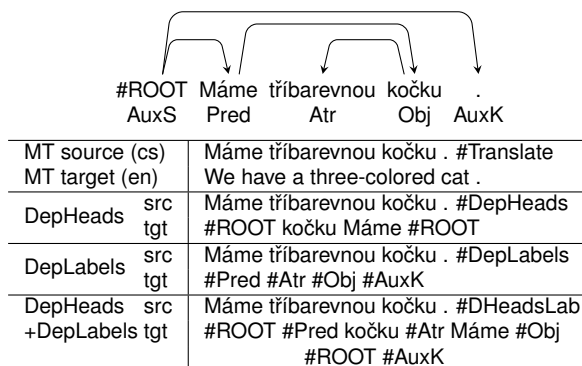 #ROOT Máme tříbarevnou kočku .
AuxS Pred Atr Obj AuxK
MT source (cs) Máme tříbarevnou kočku . #Translate
MT target (en) We have a three-colored cat .
DepHeads src Máme tříbarevnou kočku . #DepHeads
tgt #ROOT kočku Máme #ROOT
DepLabels src Máme tříbarevnou kočku . #DepLabels
tgt #Pred #Atr #Obj #AuxK
DepHeads src Máme tříbarevnou kočku . #DHeadsLab
+DepLabels tgt #ROOT #Pred kočku #Atr Máme #Obj
#ROOT #AuxK